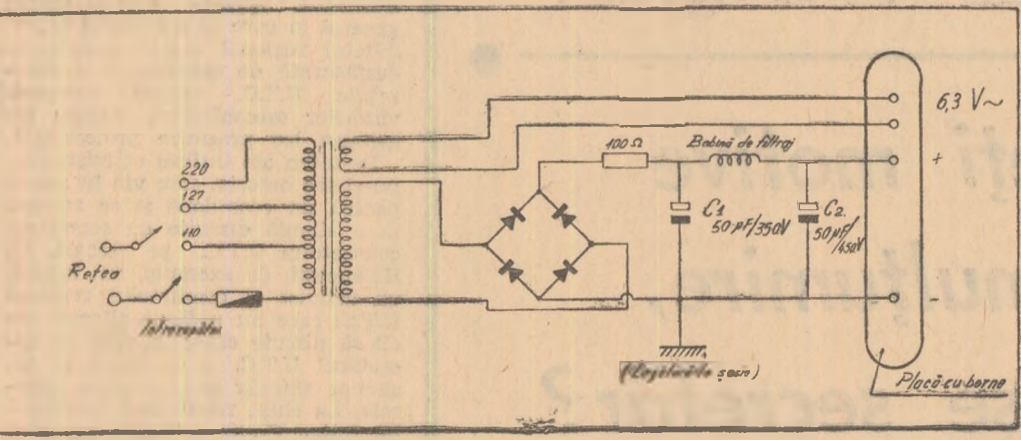 220
127
110
Rețea
Întrerupător
100 Ω
Bobină de filtraj
C1
50 µF/350V
C2
50 µF
/450V
6,3 V~
+
-
(Legătură la șasiu)
Placă cu borne